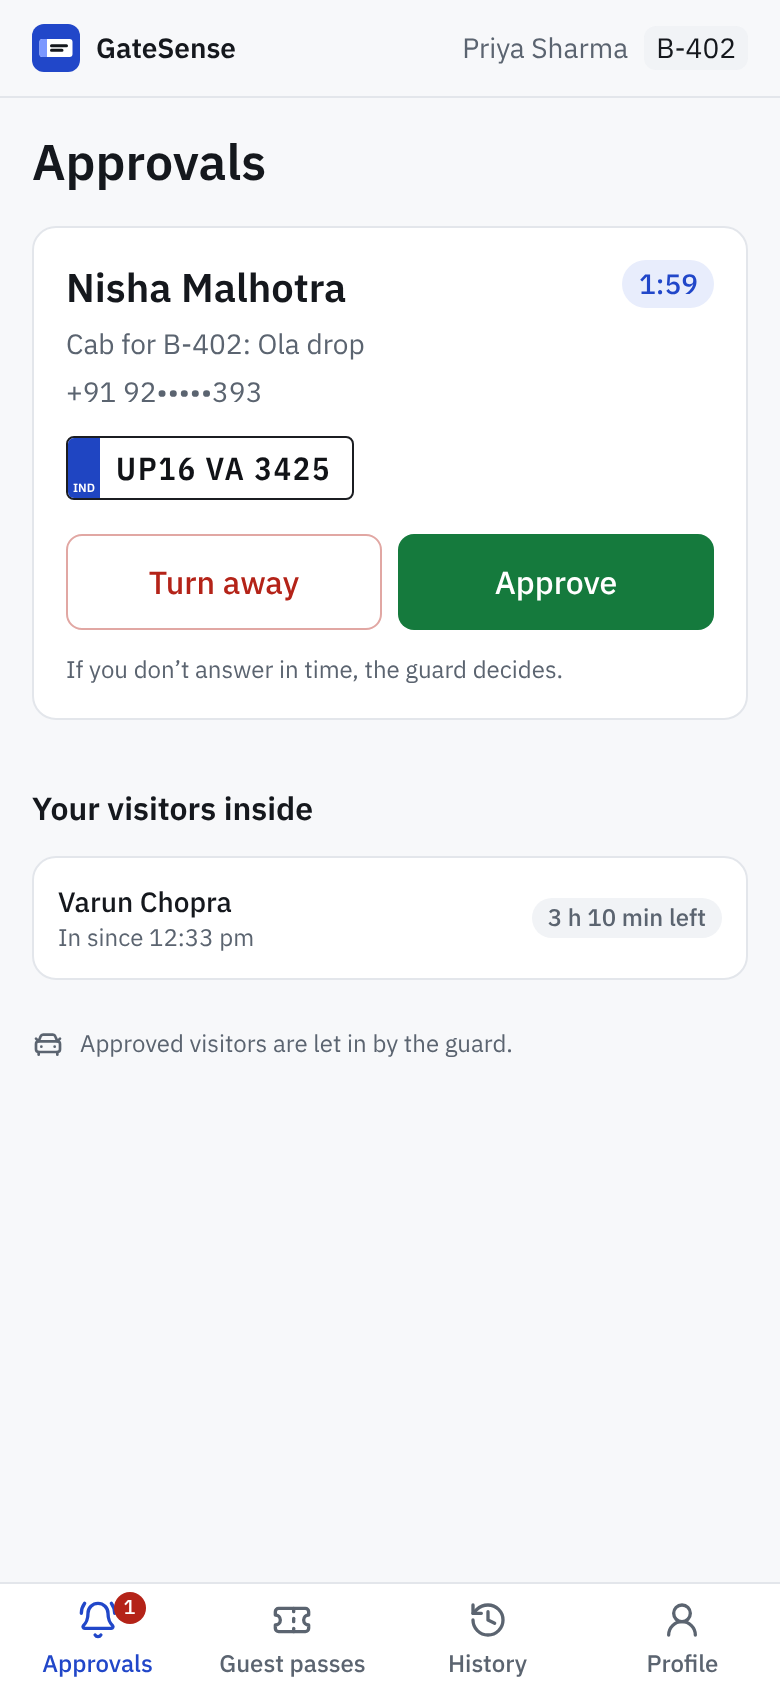 GateSense
Priya Sharma B-402
Approvals
Nisha Malhotra
1:59
Cab for B-402: Ola drop
+91 92•••••393
IND
UP16 VA 3425
Turn away
Approve
If you don’t answer in time, the guard decides.
Your visitors inside
Varun Chopra
In since 12:33 pm
3 h 10 min left
Approved visitors are let in by the guard.
1
Approvals
Guest passes
History
Profile